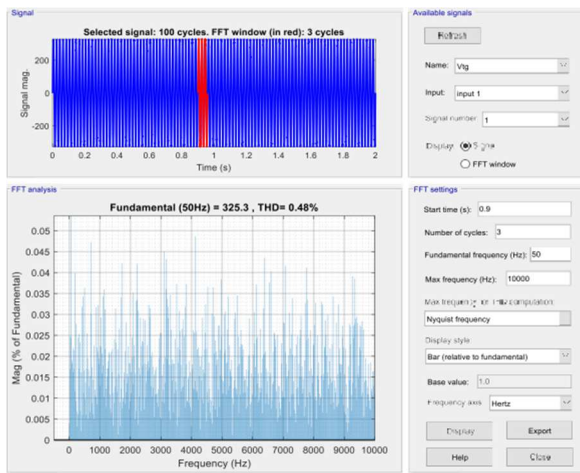 Signal
Selected signal: 100 cycles. FFT window (in red): 3 cycles
Signal mag.
200
0
-200
0 0.2 0.4 0.6 0.8 1 1.2 1.4 1.6 1.8 2
Time (s)
Available signals
Refresh
Name: Vtg
Input: input 1
Signal number: 1
Display:
FFT window
FFT analysis
Fundamental (50Hz) = 325.3 , THD= 0.48%
Mag (% of Fundamental)
0.05
0.045
0.04
0.035
0.03
0.025
0.02
0.015
0.01
0.005
0
0 1000 2000 3000 4000 5000 6000 7000 8000 9000 10000
Frequency (Hz)
FFT settings
Start time (s): 0.9
Number of cycles: 3
Fundamental frequency (Hz): 50
Max frequency (Hz): 10000
Max frequency for THD computation:
Nyquist frequency
Display style:
Bar (relative to fundamental)
Base value: 1.0
Frequency axis: Hertz
Display Export
Help Close